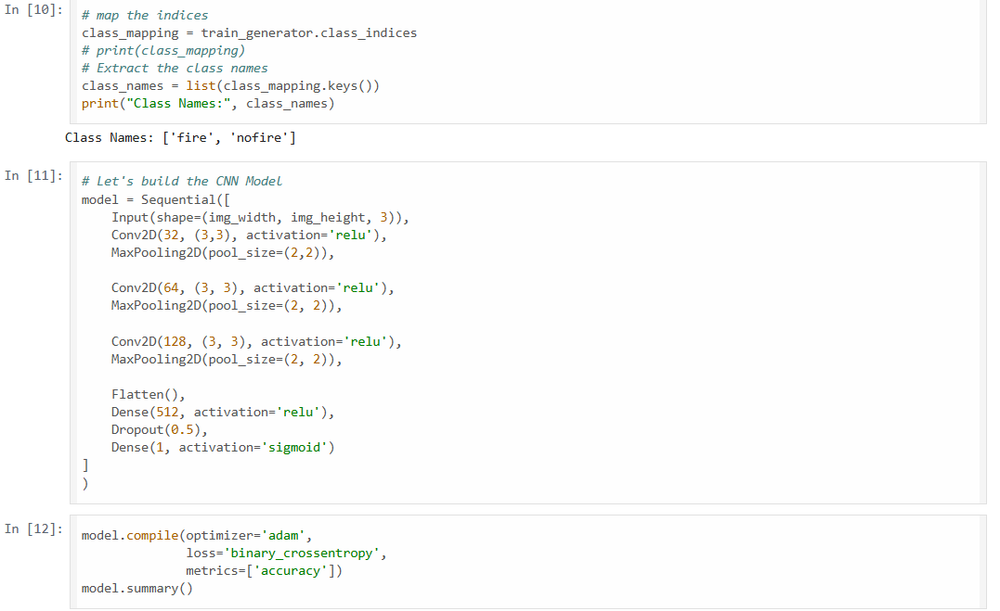 In [10]:
# map the indices
class_mapping = train_generator.class_indices
# print(class_mapping)
# Extract the class names
class_names = list(class_mapping.keys())
print("Class Names:", class_names)
Class Names: ['fire', 'nofire']
In [11]:
# Let's build the CNN Model
model = Sequential([
    Input(shape=(img_width, img_height, 3)),
    Conv2D(32, (3,3), activation='relu'),
    MaxPooling2D(pool_size=(2,2)),

    Conv2D(64, (3, 3), activation='relu'),
    MaxPooling2D(pool_size=(2, 2)),

    Conv2D(128, (3, 3), activation='relu'),
    MaxPooling2D(pool_size=(2, 2)),

    Flatten(),
    Dense(512, activation='relu'),
    Dropout(0.5),
    Dense(1, activation='sigmoid')
]
)
In [12]:
model.compile(optimizer='adam',
              loss='binary_crossentropy',
              metrics=['accuracy'])
model.summary()